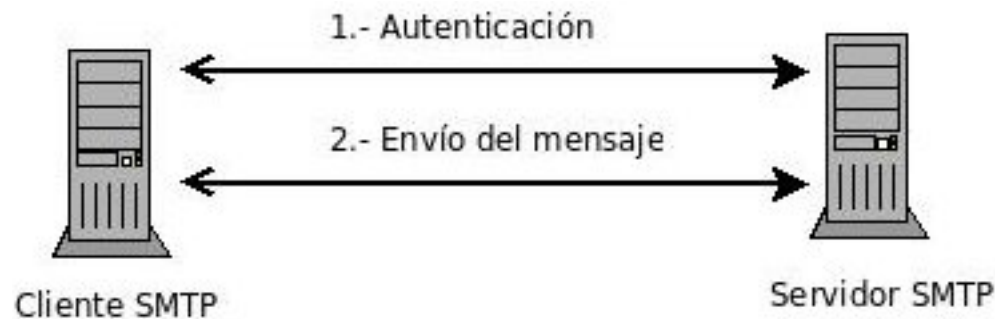 1.- Autenticación
2.- Envío del mensaje
Cliente SMTP
Servidor SMTP